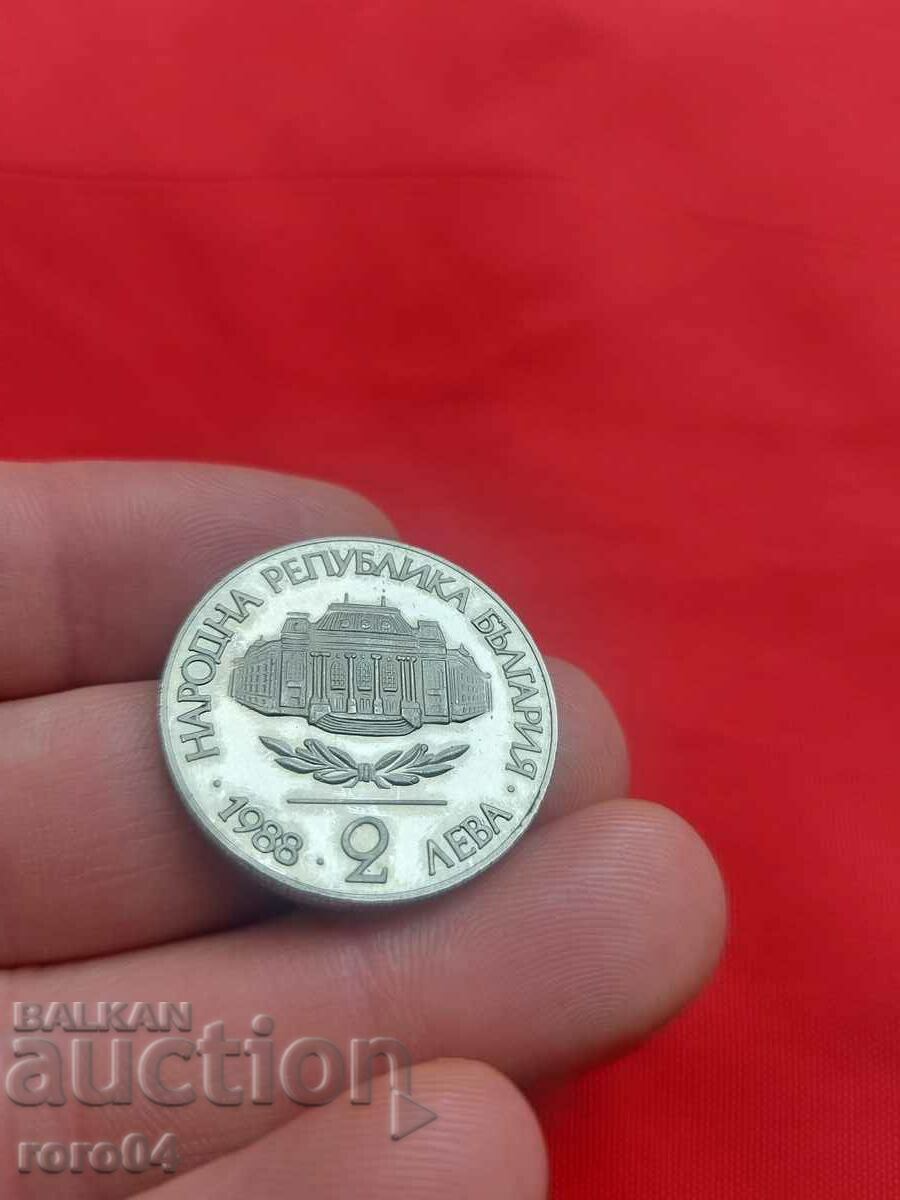 НАРОДНА РЕПУБЛИКА БЪЛГАРИЯ
· 1988 · 2 ЛЕВА ·
BALKAN
auction
roro04